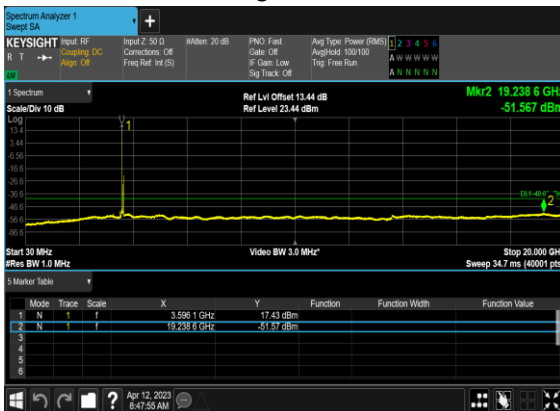 Spectrum Analyzer 1
Swept SA
KEYSIGHT
R T
LV
Input: RF
Coupling: DC
Align: Off
Input Z: 50 Ω
Corrections: Off
Freq Ref: Int (S)
#Atten: 20 dB
PNO: Fast
Gate: Off
IF Gain: Low
Sig Track: Off
Avg Type: Power (RMS)
Avg|Hold: 100/100
Trig: Free Run
1 2 3 4 5 6
A W W W W W
A N N N N N
1 Spectrum
Scale/Div 10 dB
Ref Lvl Offset 13.44 dB
Ref Level 23.44 dBm
Mkr2 19.238 6 GHz
-51.567 dBm
Log
13.4
3.44
-6.56
-16.6
-26.6
-36.6
-46.6
-56.6
-66.6
1
2
Start 30 MHz
#Res BW 1.0 MHz
Video BW 3.0 MHz*
Stop 20.000 GH
Sweep 34.7 ms (40001 pts
5 Marker Table
Mode Trace Scale X Y Function Function Width Function Value
1 N 1 f 3.596 1 GHz 17.43 dBm
2 N 1 f 19.238 6 GHz -51.57 dBm
3
4
5
6
Apr 12, 2023
8:47:55 AM